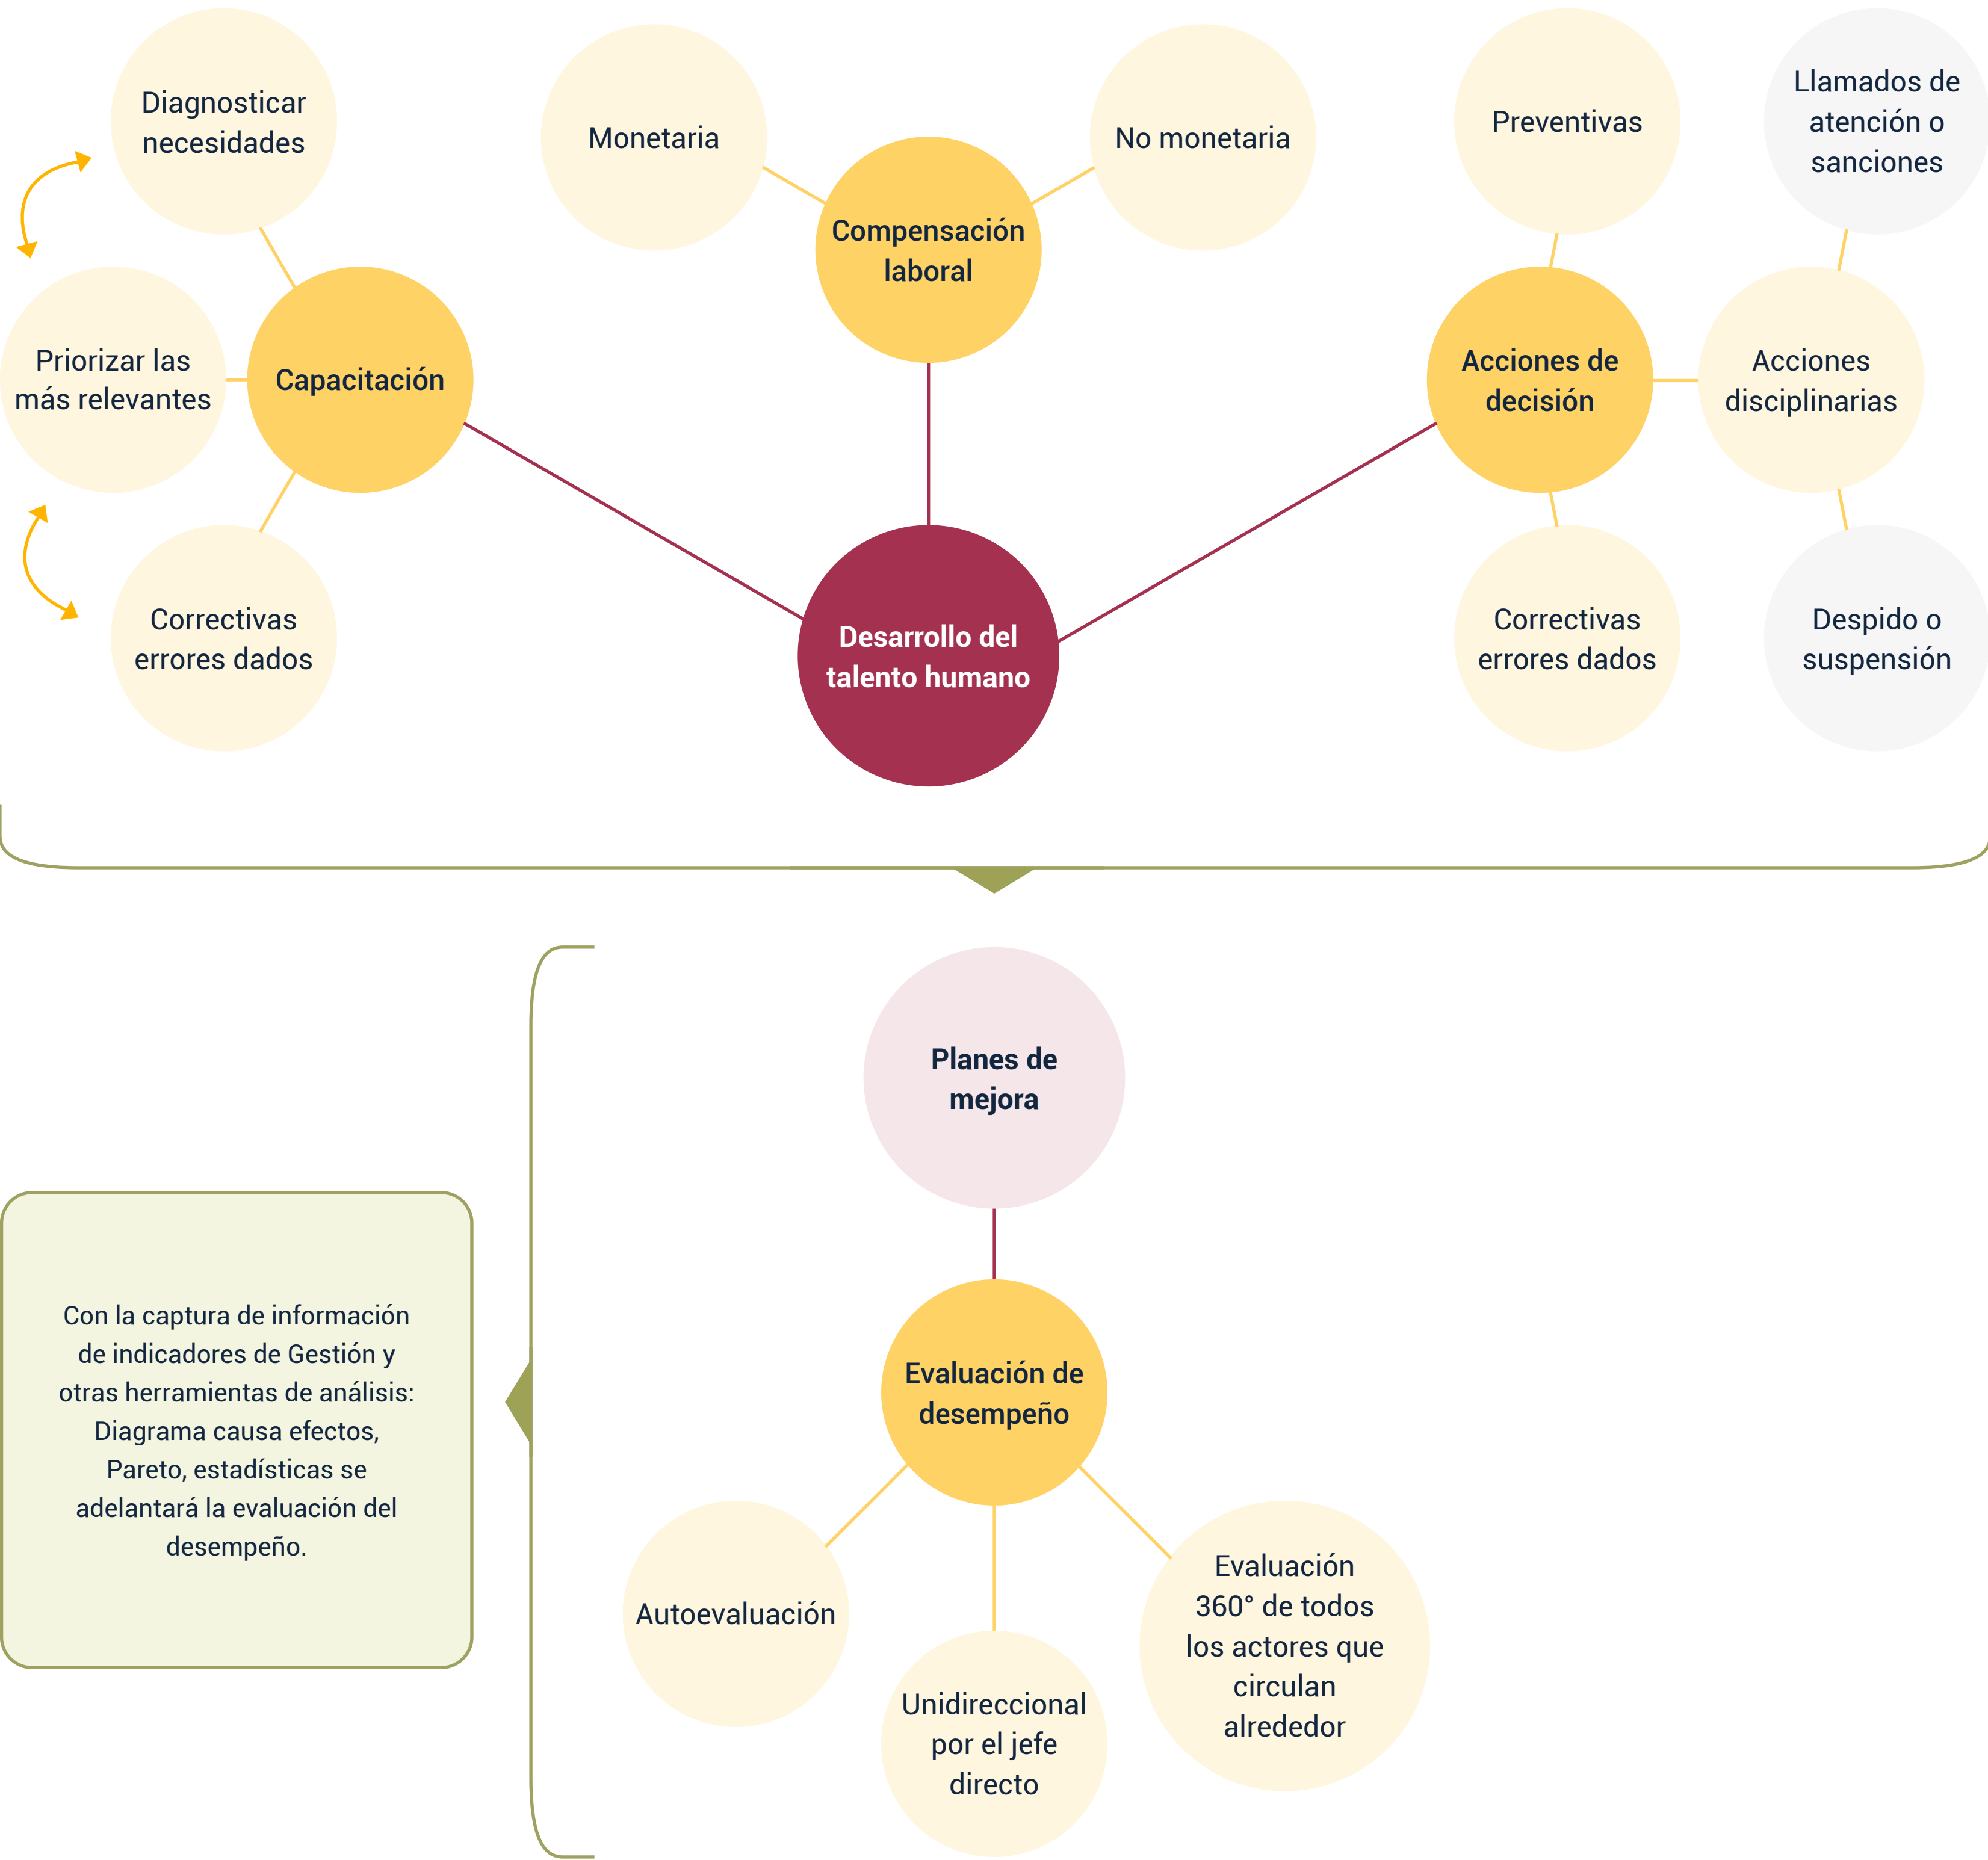 Diagnosticar
necesidades
Priorizar las
más relevantes
Correctivas
errores dados
Capacitación
Monetaria
Compensación
laboral
No monetaria
Preventivas
Acciones de
decisión
Correctivas
errores dados
Llamados de
atención o
sanciones
Acciones
disciplinarias
Despido o
suspensión
Desarrollo del
talento humano
Planes de
mejora
Evaluación de
desempeño
Autoevaluación
Unidireccional
por el jefe
directo
Evaluación
360° de todos
los actores que
circulan
alrededor
Con la captura de información
de indicadores de Gestión y
otras herramientas de análisis:
Diagrama causa efectos,
Pareto, estadísticas se
adelantará la evaluación del
desempeño.